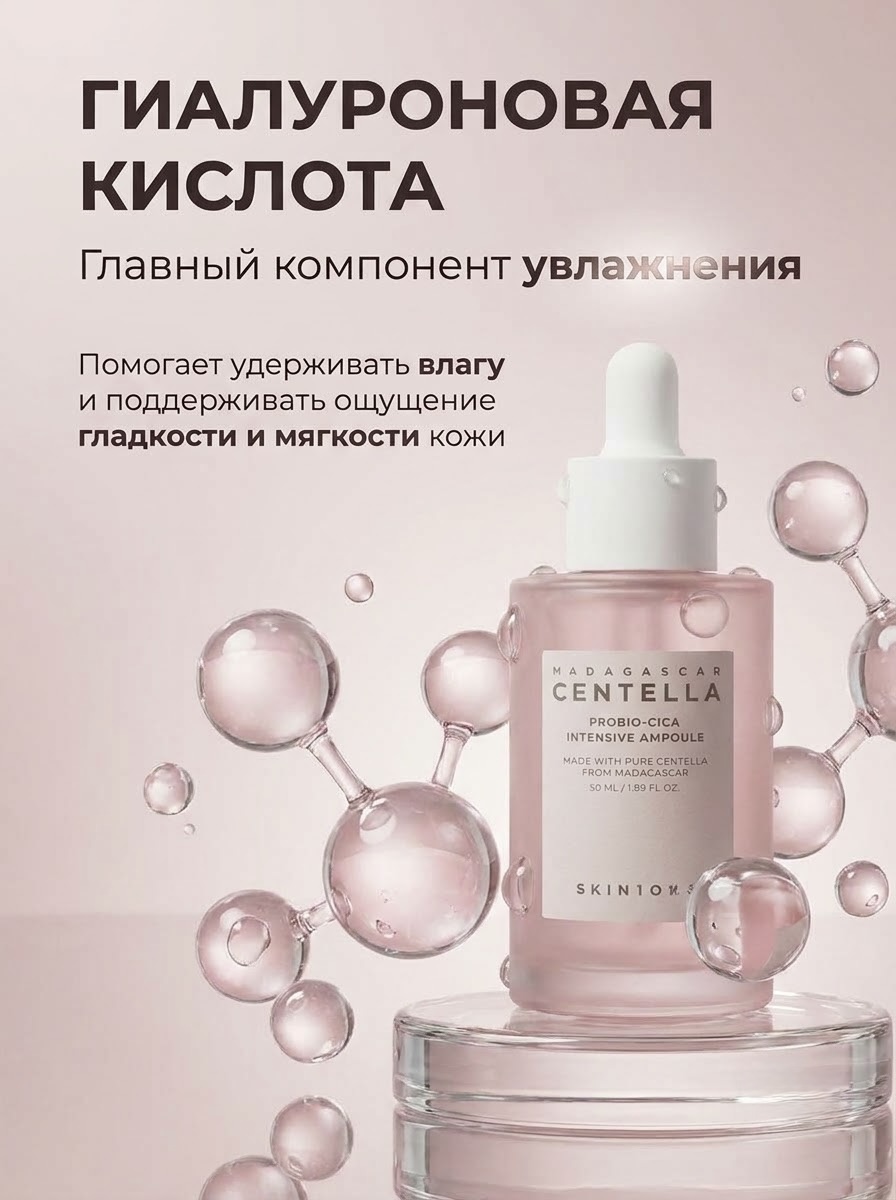 ГИАЛУРОНОВАЯ
КИСЛОТА
Главный компонент увлажнения
Помогает удерживать влагу
и поддерживать ощущение
гладкости и мягкости кожи
MADAGASCAR
CENTELLA
PROBIO-CICA
INTENSIVE AMPOULE
MADE WITH PURE CENTELLA
FROM MADACASCAR
50 ML / 1.89 FL OZ.